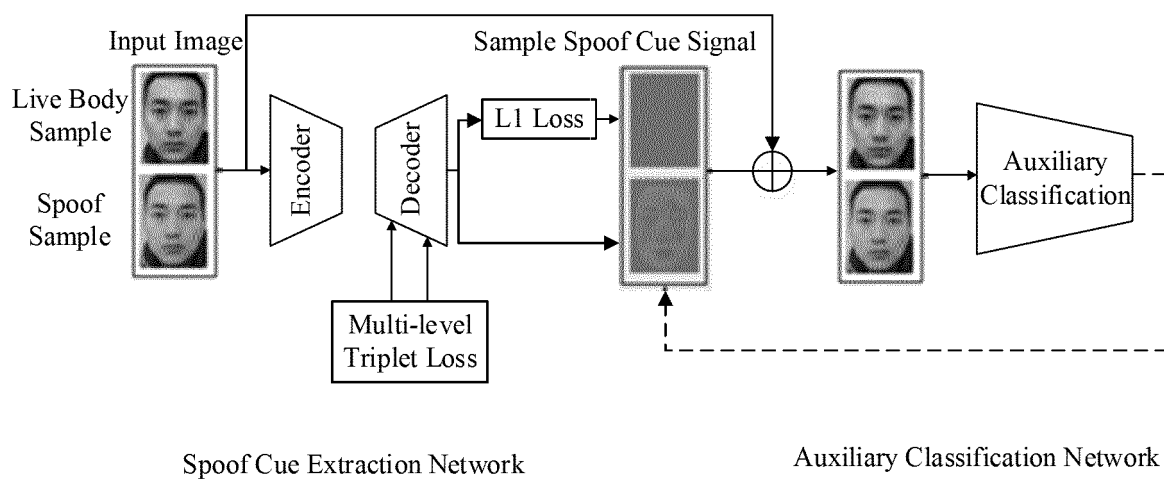 Input Image
Sample Spoof Cue Signal
Live Body
Sample
Spoof
Sample
Encoder
Decoder
L1 Loss
Auxiliary
Classification
Multi-level
Triplet Loss
Spoof Cue Extraction Network
Auxiliary Classification Network